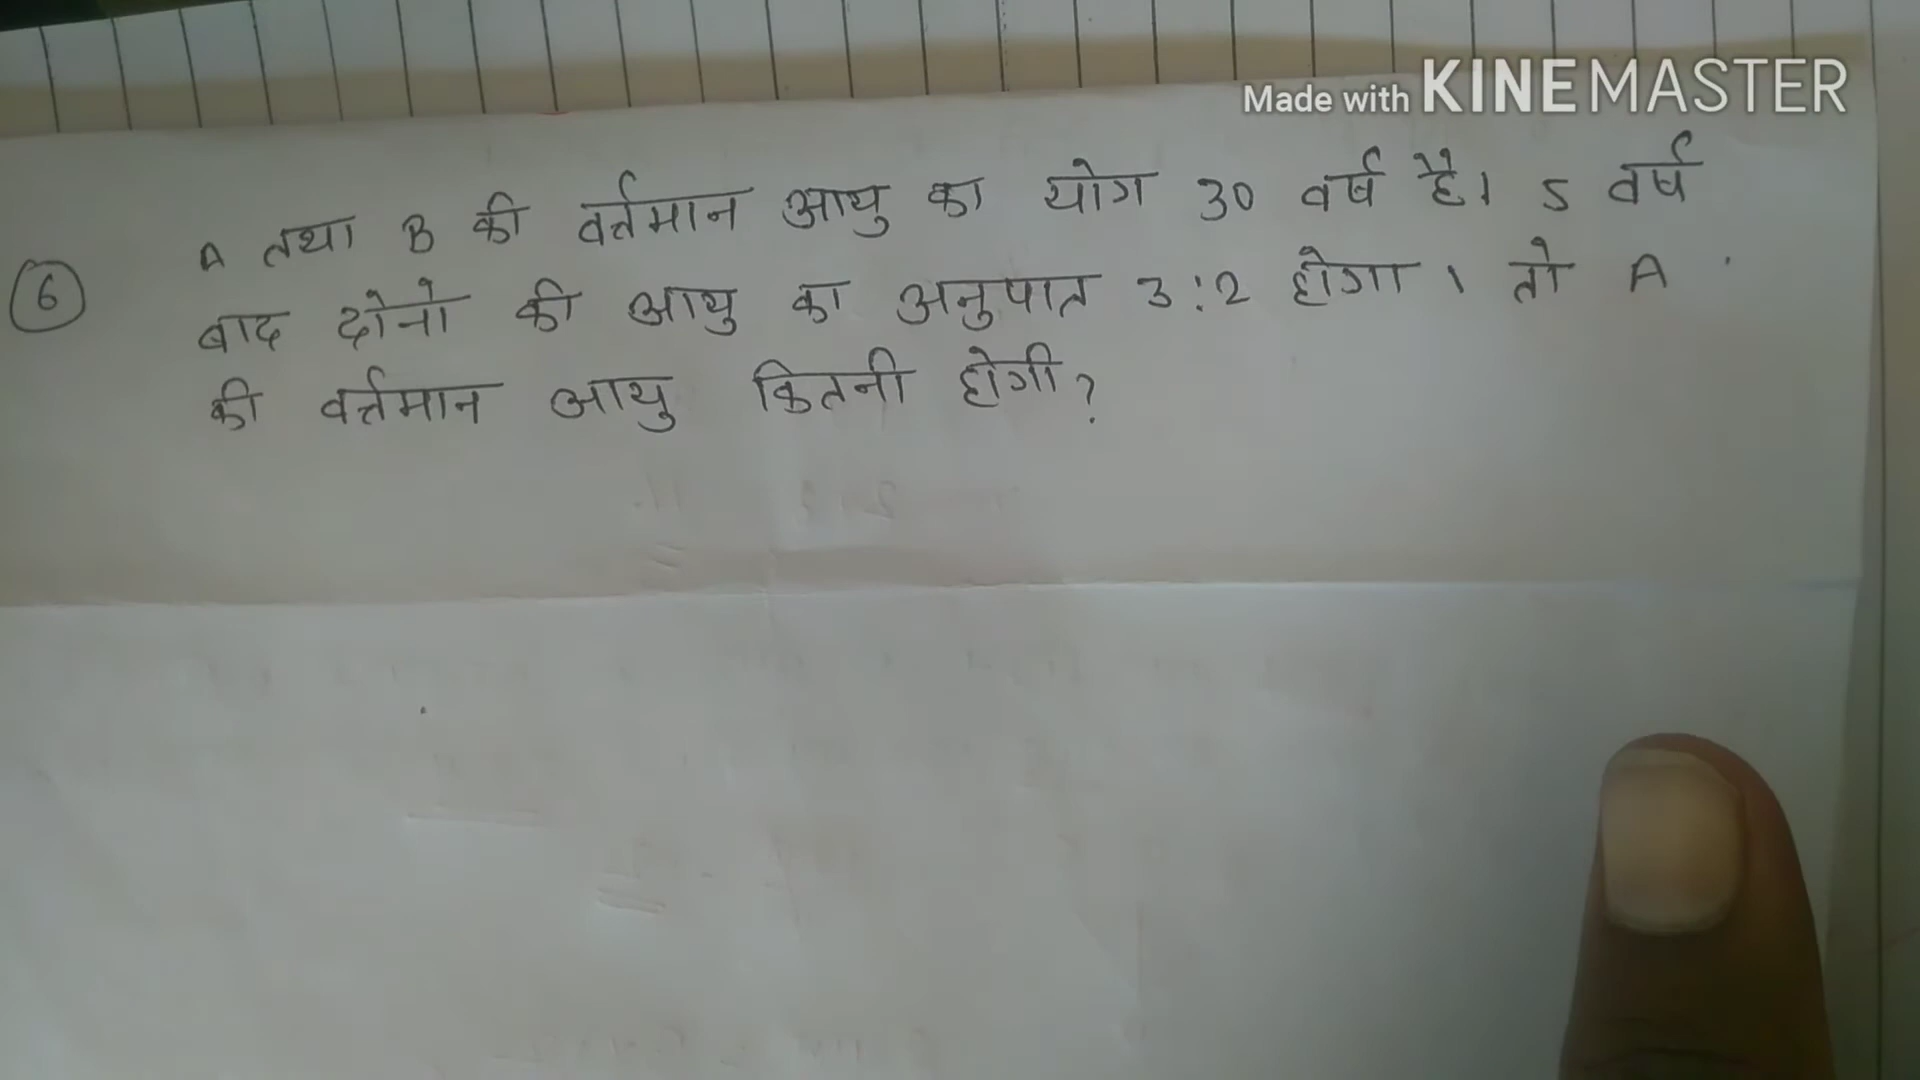 Made with KINEMASTER
⑥ A तथा B की वर्त्तमान आयु का योग 30 वर्ष है। 5 वर्ष
बाद दोनो की आयु का अनुपात 3:2 होगा । तो A
की वर्त्तमान आयु कितनी होगी?